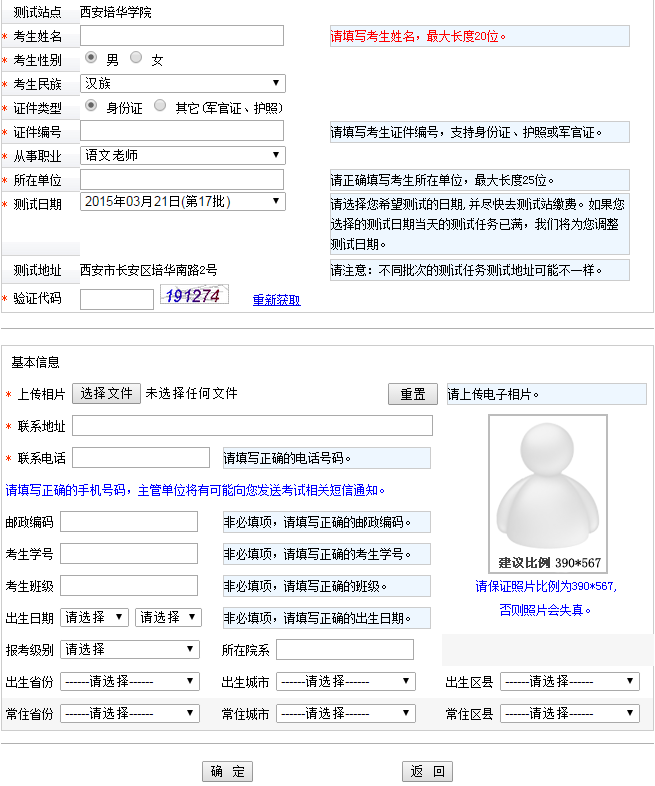 测试站点 西安培华学院
* 考生姓名 请填写考生姓名，最大长度20位。
* 考生性别 男 女
* 考生民族 汉族
* 证件类型 身份证 其它(军官证、护照)
* 证件编号 请填写考生证件编号，支持身份证、护照或军官证。
* 从事职业 语文老师
* 所在单位 请正确填写考生所在单位，最大长度25位。
* 测试日期 2015年03月21日(第17批) 请选择您希望测试的日期,并尽快去测试站缴费。如果您
选择的测试日期当天的测试任务已满，我们将为您调整
测试日期。
测试地址 西安市长安区培华南路2号 请注意：不同批次的测试任务测试地址可能不一样。
* 验证代码 191274 重新获取
基本信息
* 上传相片 选择文件 未选择任何文件 重置 请上传电子相片。
* 联系地址
* 联系电话 请填写正确的电话号码。
请填写正确的手机号码，主管单位将有可能向您发送考试相关短信通知。
邮政编码 非必填项，请填写正确的邮政编码。
考生学号 非必填项，请填写正确的考生学号。
建议比例 390*567
考生班级 非必填项，请填写正确的班级。
请保证照片比例为390*567,
否则照片会失真。
出生日期 请选择 请选择 非必填项，请填写正确的出生日期。
报考级别 请选择 所在院系
出生省份 ------请选择------ 出生城市 ------请选择------ 出生区县 ------请选择------
常住省份 ------请选择------ 常住城市 ------请选择------ 常住区县 ------请选择------
确 定 返 回